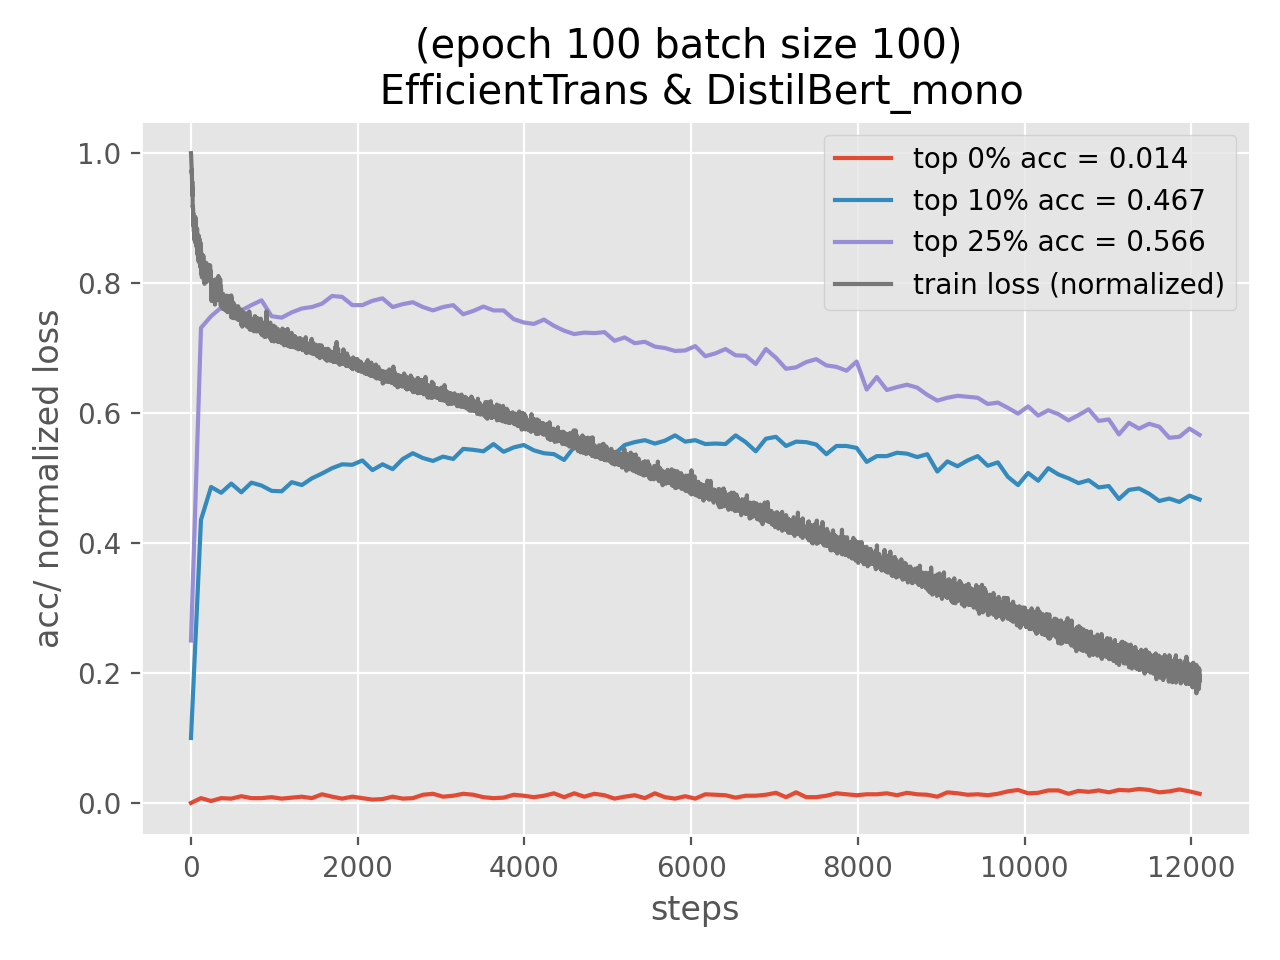 (epoch 100 batch size 100)
EfficientTrans & DistilBert_mono
top 0% acc = 0.014
top 10% acc = 0.467
top 25% acc = 0.566
train loss (normalized)
acc/ normalized loss
1.0
0.8
0.6
0.4
0.2
0.0
0 2000 4000 6000 8000 10000 12000
steps